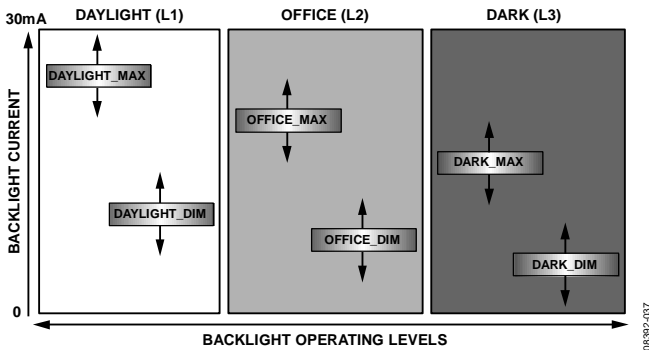 30mA
DAYLIGHT (L1)
OFFICE (L2)
DARK (L3)
DAYLIGHT_MAX
OFFICE_MAX
DARK_MAX
BACKLIGHT CURRENT
DAYLIGHT_DIM
OFFICE_DIM
DARK_DIM
0
BACKLIGHT OPERATING LEVELS
08392-037